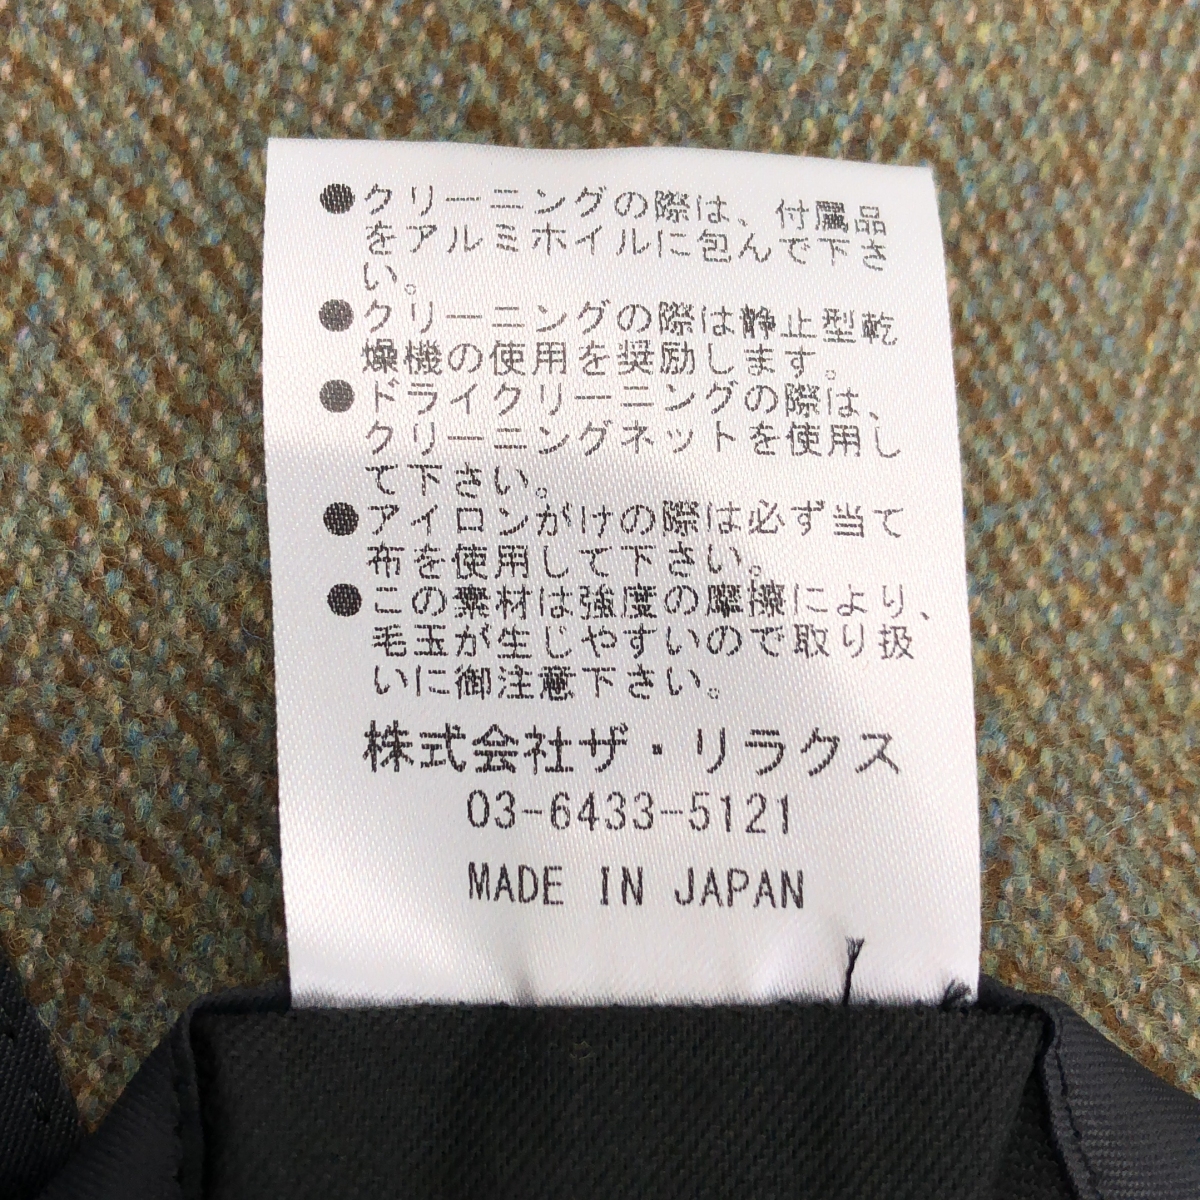 ●クリーニングの際は、付属品
をアルミホイルに包んで下さ
い。
●クリーニングの際は静止型乾
燥機の使用を奨励します。
●ドライクリーニングの際は、
クリーニングネットを使用し
て下さい。
●アイロンがけの際は必ず当て
布を使用して下さい。
●この素材は強度の摩擦により、
毛玉が生じやすいので取り扱
いに御注意下さい。
株式会社ザ・リラクス
03-6433-5121
MADE IN JAPAN